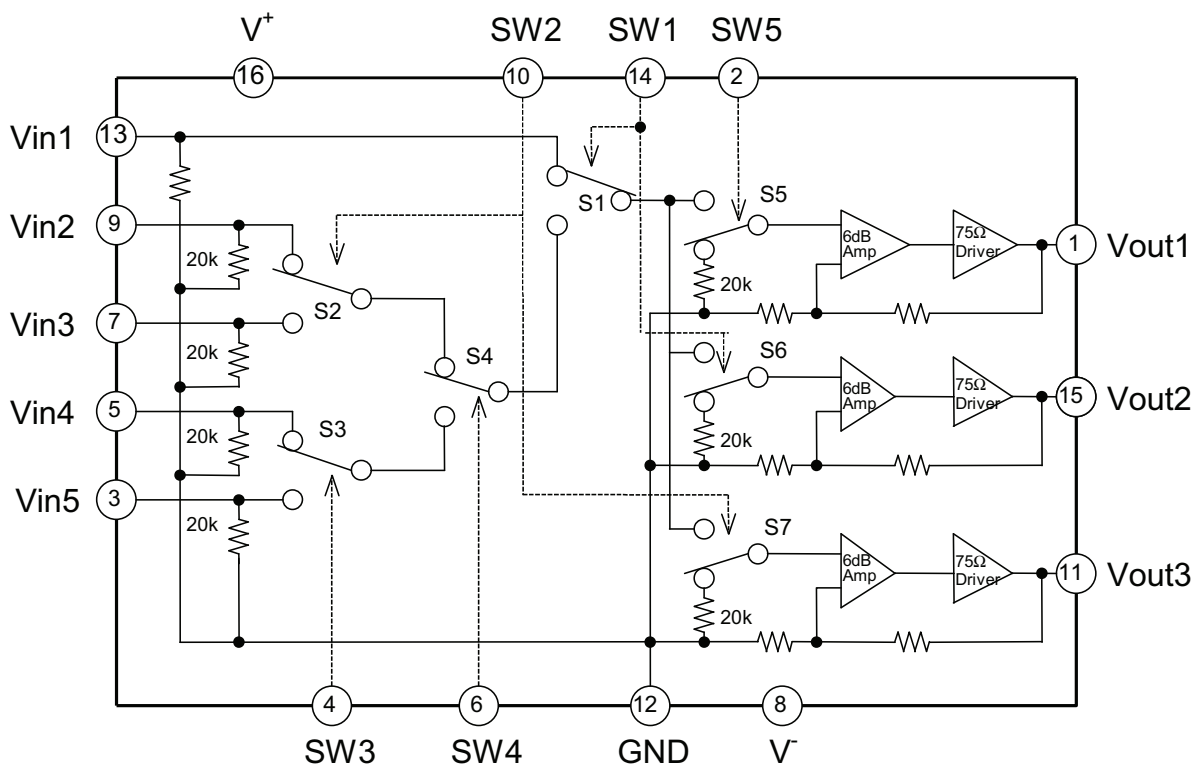 V+
SW2
SW1
SW5
16
10
14
2
Vin1
13
S1
S5
Vin2
9
20k
6dB
Amp
75Ω
Driver
1
Vout1
20k
S2
Vin3
7
20k
S4
S6
6dB
Amp
75Ω
Driver
15
Vout2
Vin4
5
20k
S3
20k
Vin5
3
20k
S7
6dB
Amp
75Ω
Driver
11
Vout3
20k
4
6
12
8
SW3
SW4
GND
V-